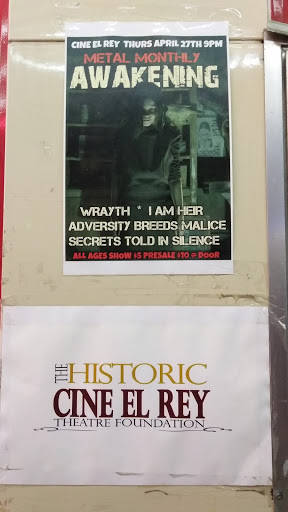 CINE EL REY THURS APRIL 27TH 9PM
METAL MONTHLY
AWAKENING
WRAYTH * I AM HEIR
ADVERSITY BREEDS MALICE
SECRETS TOLD IN SILENCE
ALL AGES SHOW $5 PRESALE $10 @ DOOR
THE HISTORIC
CINE EL REY
THEATRE FOUNDATION